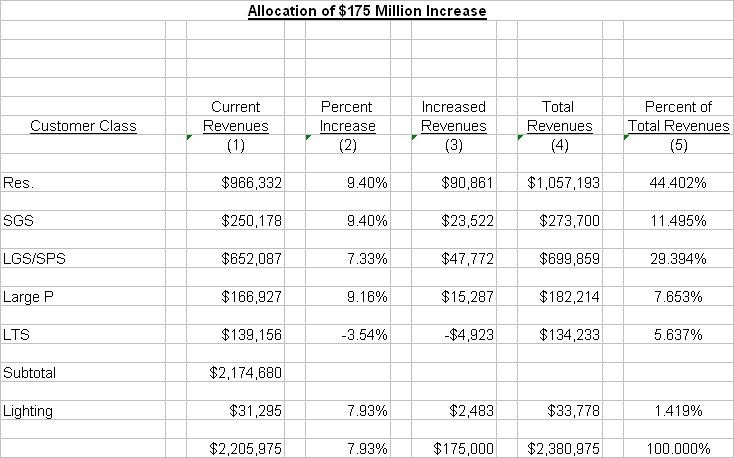 Allocation of $175 Million Increase
Current Percent Increased Total Percent of
Customer Class Revenues Increase Revenues Revenues Total Revenues
(1) (2) (3) (4) (5)
Res. $966,332 9.40% $90,861 $1,057,193 44.402%
SGS $250,178 9.40% $23,522 $273,700 11.495%
LGS/SPS $652,087 7.33% $47,772 $699,859 29.394%
Large P $166,927 9.16% $15,287 $182,214 7.653%
LTS $139,156 -3.54% -$4,923 $134,233 5.637%
Subtotal $2,174,680
Lighting $31,295 7.93% $2,483 $33,778 1.419%
$2,205,975 7.93% $175,000 $2,380,975 100.000%